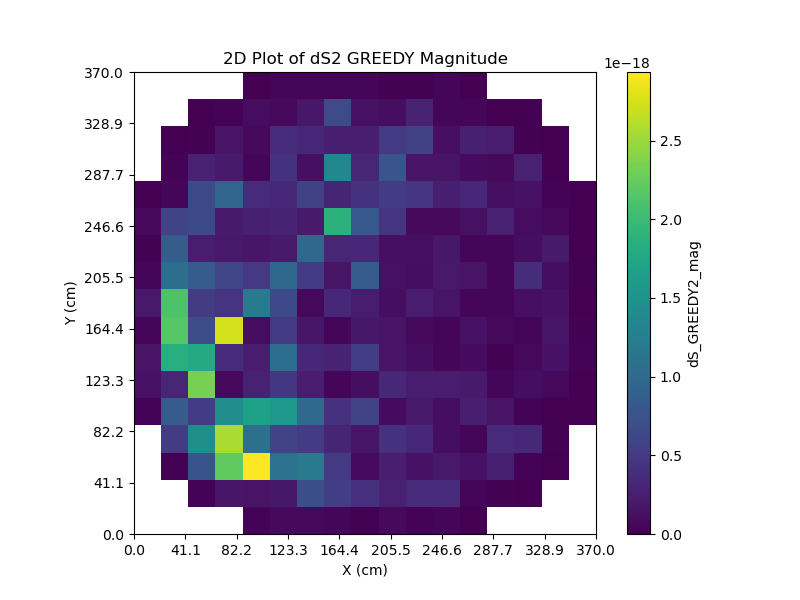 2D Plot of dS2 GREEDY Magnitude
1e−18
370.0
328.9
287.7
246.6
205.5
164.4
123.3
82.2
41.1
0.0
Y (cm)
0.0 41.1 82.2 123.3 164.4 205.5 246.6 287.7 328.9 370.0
X (cm)
2.5
2.0
1.5
1.0
0.5
0.0
dS_GREEDY2_mag